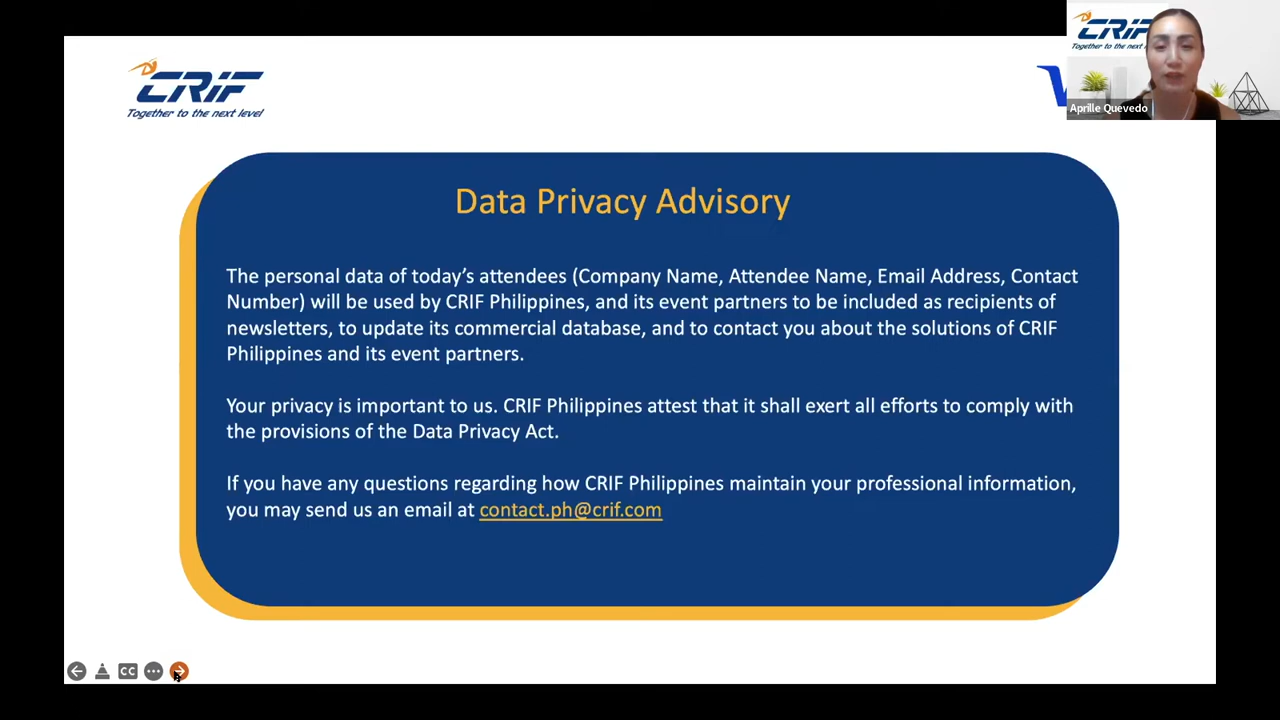 CRIF
Together to the next level
CRIF
Together to the next
Aprille Quevedo
Data Privacy Advisory
The personal data of today's attendees (Company Name, Attendee Name, Email Address, Contact
Number) will be used by CRIF Philippines, and its event partners to be included as recipients of
newsletters, to update its commercial database, and to contact you about the solutions of CRIF
Philippines and its event partners.
Your privacy is important to us. CRIF Philippines attest that it shall exert all efforts to comply with
the provisions of the Data Privacy Act.
If you have any questions regarding how CRIF Philippines maintain your professional information,
you may send us an email at contact.ph@crif.com
CC